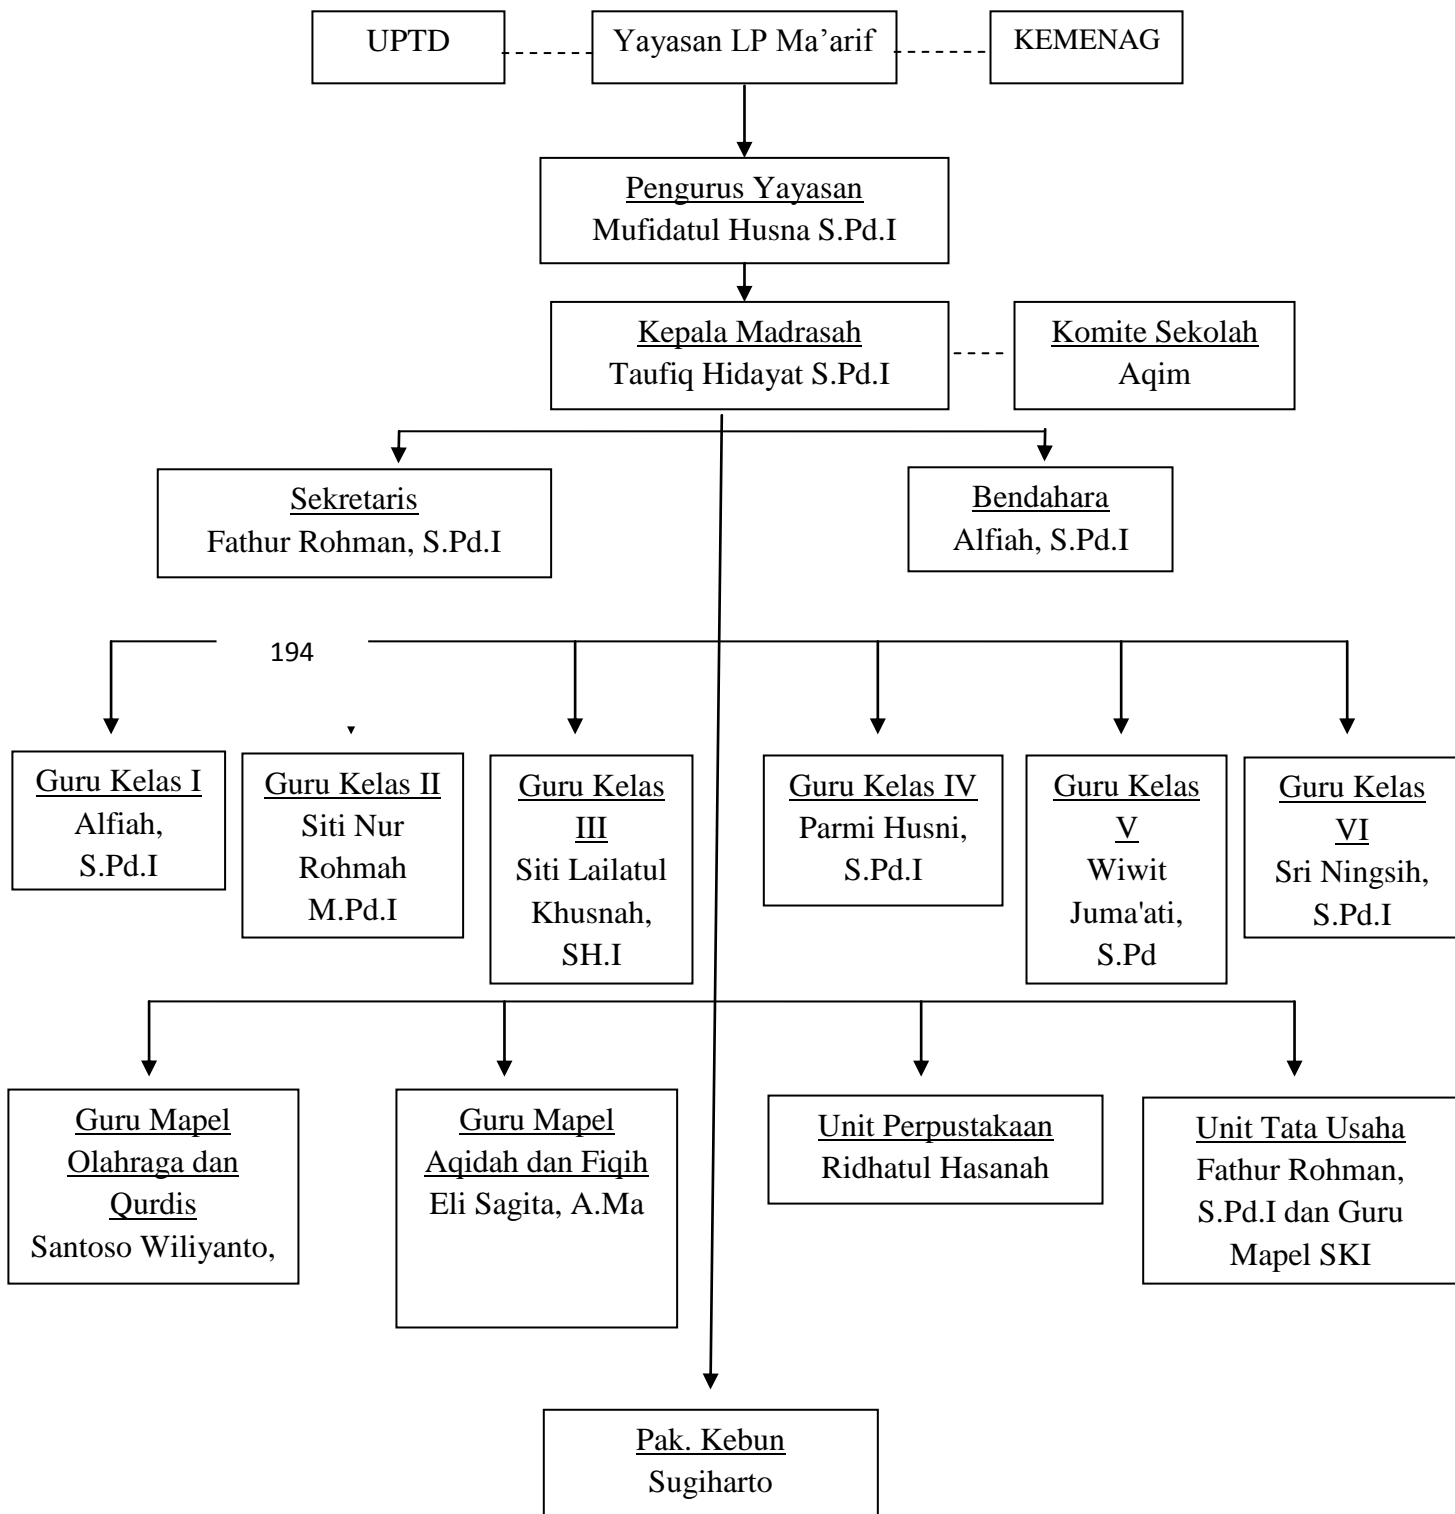 UPTD
Yayasan LP Ma’arif
KEMENAG
Pengurus Yayasan
Mufidatul Husna S.Pd.I
Kepala Madrasah
Taufiq Hidayat S.Pd.I
Komite Sekolah
Aqim
Sekretaris
Fathur Rohman, S.Pd.I
Bendahara
Alfiah, S.Pd.I
194
Guru Kelas I
Alfiah,
S.Pd.I
Guru Kelas II
Siti Nur
Rohmah
M.Pd.I
Guru Kelas
III
Siti Lailatul
Khusnah,
SH.I
Guru Kelas IV
Parmi Husni,
S.Pd.I
Guru Kelas
V
Wiwit
Juma'ati,
S.Pd
Guru Kelas
VI
Sri Ningsih,
S.Pd.I
Guru Mapel
Olahraga dan
Qurdis
Santoso Wiliyanto,
Guru Mapel
Aqidah dan Fiqih
Eli Sagita, A.Ma
Unit Perpustakaan
Ridhatul Hasanah
Unit Tata Usaha
Fathur Rohman,
S.Pd.I dan Guru
Mapel SKI
Pak. Kebun
Sugiharto